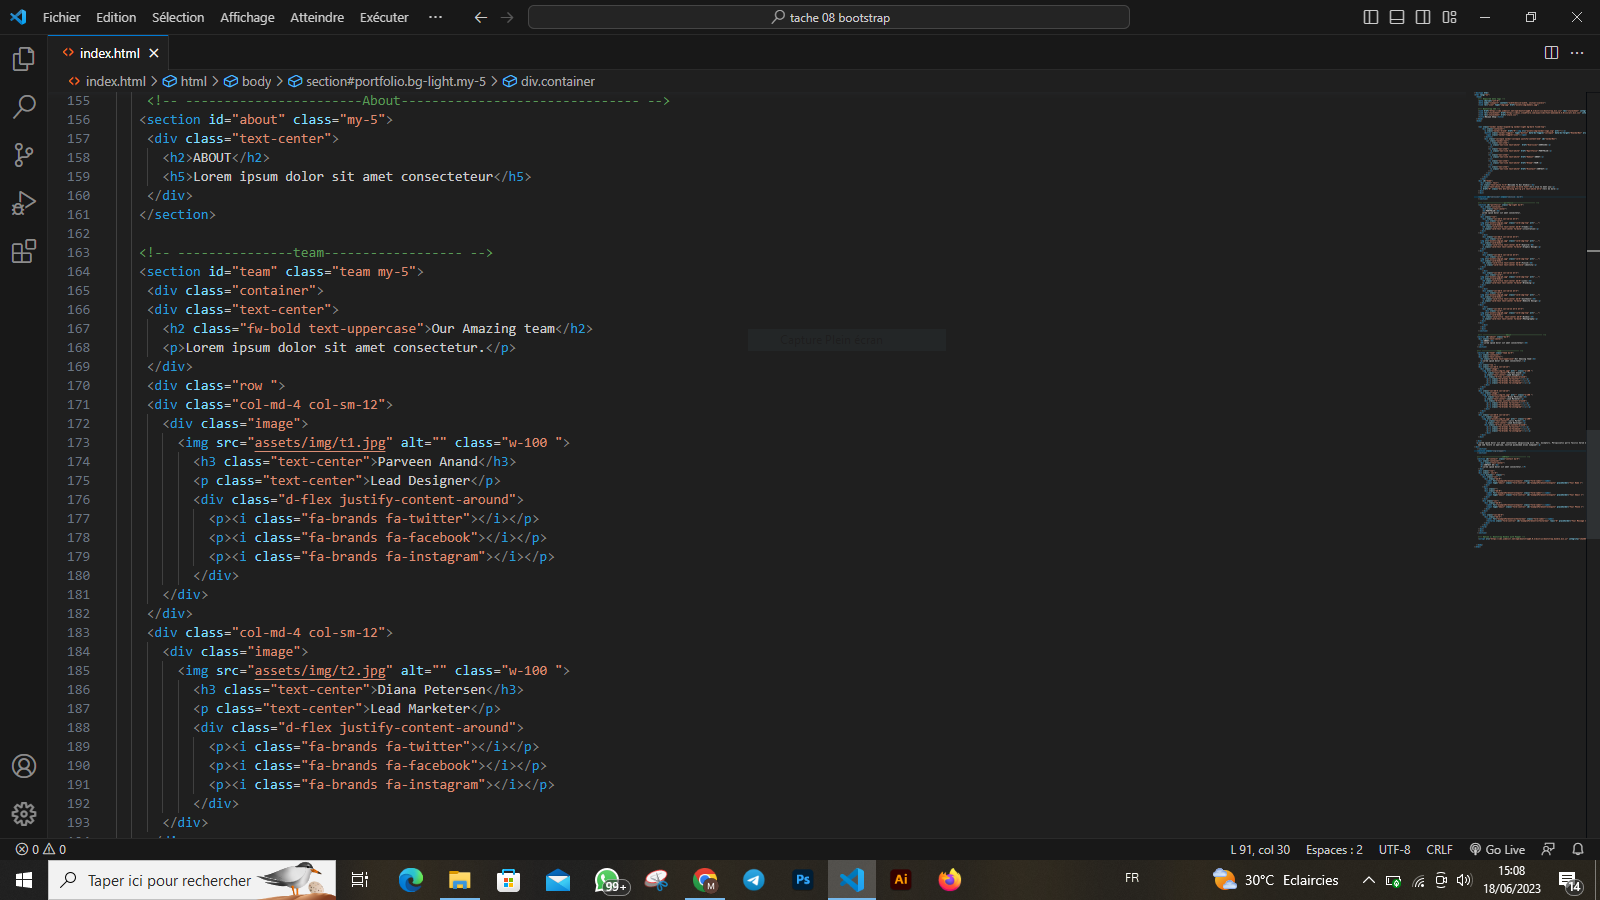 Fichier Edition Sélection Affichage Atteindre Exécuter ··· tache 08 bootstrap
index.html
index.html > html > body > section#portfolio.bg-light.my-5 > div.container
155 <!-- -----------------------About------------------------------- -->
156 <section id="about" class="my-5">
157 <div class="text-center">
158 <h2>ABOUT</h2>
159 <h5>Lorem ipsum dolor sit amet consecteteur</h5>
160 </div>
161 </section>
162
163 <!-- ---------------team------------------ -->
164 <section id="team" class="team my-5">
165 <div class="container">
166 <div class="text-center">
167 <h2 class="fw-bold text-uppercase">Our Amazing team</h2>
168 <p>Lorem ipsum dolor sit amet consectetur.</p>
169 </div>
170 <div class="row ">
171 <div class="col-md-4 col-sm-12">
172 <div class="image">
173 <img src="assets/img/t1.jpg" alt="" class="w-100 ">
174 <h3 class="text-center">Parveen Anand</h3>
175 <p class="text-center">Lead Designer</p>
176 <div class="d-flex justify-content-around">
177 <p><i class="fa-brands fa-twitter"></i></p>
178 <p><i class="fa-brands fa-facebook"></i></p>
179 <p><i class="fa-brands fa-instagram"></i></p>
180 </div>
181 </div>
182 </div>
183 <div class="col-md-4 col-sm-12">
184 <div class="image">
185 <img src="assets/img/t2.jpg" alt="" class="w-100 ">
186 <h3 class="text-center">Diana Petersen</h3>
187 <p class="text-center">Lead Marketer</p>
188 <div class="d-flex justify-content-around">
189 <p><i class="fa-brands fa-twitter"></i></p>
190 <p><i class="fa-brands fa-facebook"></i></p>
191 <p><i class="fa-brands fa-instagram"></i></p>
192 </div>
193 </div>
0 0 L 91, col 30 Espaces : 2 UTF-8 CRLF Go Live
Taper ici pour rechercher 99+ M Ps Ai FR 30°C Eclaircies 15:08
18/06/2023 14